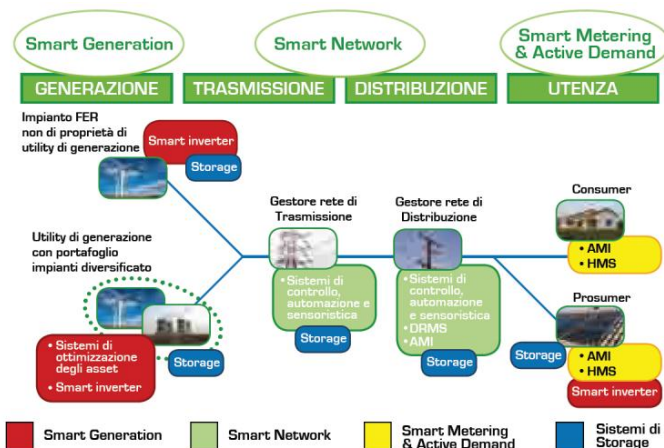 Smart Generation
Smart Network
Smart Metering
& Active Demand
GENERAZIONE
TRASMISSIONE
DISTRIBUZIONE
UTENZA
Impianto FER
non di proprietà di
utility di generazione
Smart inverter
Storage
Utility di generazione
con portafoglio
impianti diversificato
• Sistemi di
ottimizzazione
degli asset
• Smart inverter
Storage
Gestore rete di
Trasmissione
• Sistemi di
controllo,
automazione e
sensoristica
Storage
Gestore rete di
Distribuzione
• Sistemi di
controllo,
automazione
e sensoristica
• DRMS
• AMI
Storage
Consumer
• AMI
• HMS
Prosumer
Storage
• AMI
• HMS
Smart inverter
Smart Generation
Smart Network
Smart Metering
& Active Demand
Sistemi di
Storage